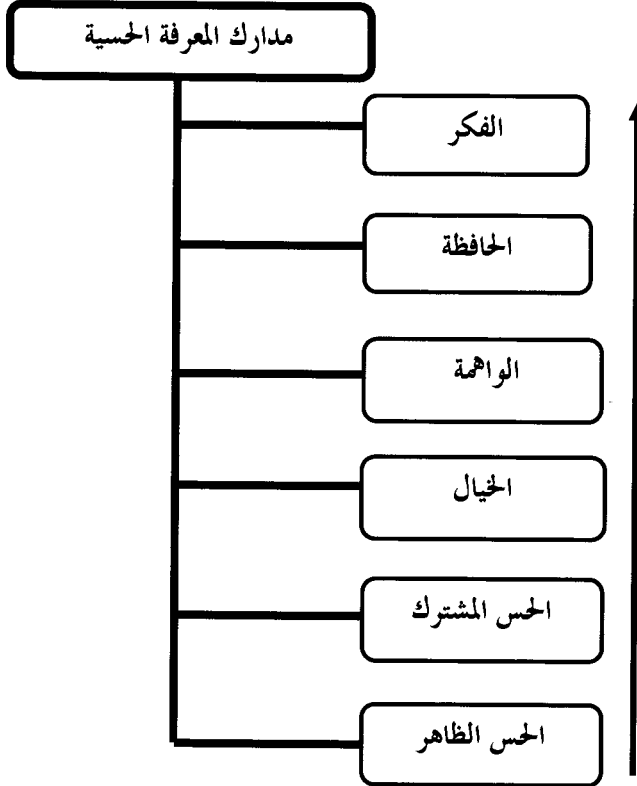 مدارك المعرفة الحسية
الفكر
الحافظة
الواهمة
الخيال
الحس المشترك
الحس الظاهر